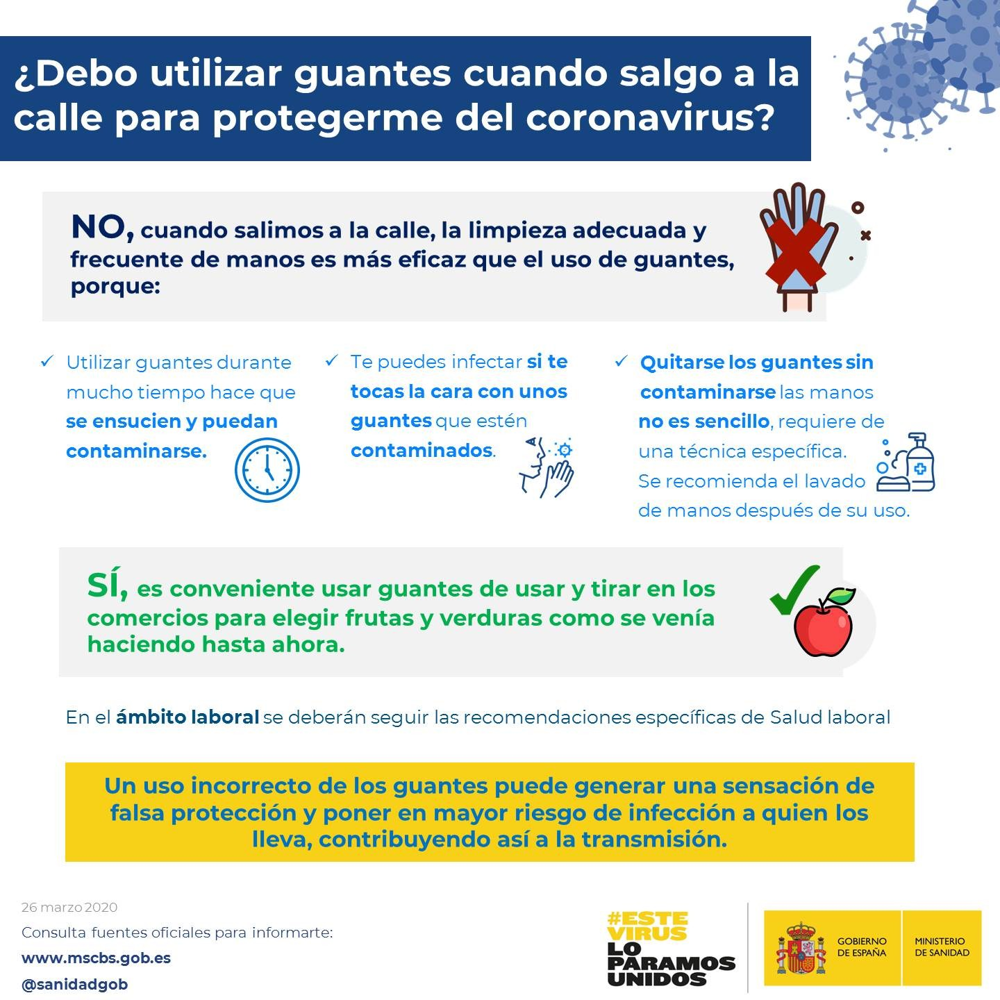 ¿Debo utilizar guantes cuando salgo a la
calle para protegerme del coronavirus?
NO, cuando salimos a la calle, la limpieza adecuada y
frecuente de manos es más eficaz que el uso de guantes,
porque:
✓ Utilizar guantes durante
mucho tiempo hace que
se ensucien y puedan
contaminarse.
✓ Te puedes infectar si te
tocas la cara con unos
guantes que estén
contaminados.
✓ Quitarse los guantes sin
contaminarse las manos
no es sencillo, requiere de
una técnica específica.
Se recomienda el lavado
de manos después de su uso.
SÍ, es conveniente usar guantes de usar y tirar en los
comercios para elegir frutas y verduras como se venía
haciendo hasta ahora.
En el ámbito laboral se deberán seguir las recomendaciones específicas de Salud laboral
Un uso incorrecto de los guantes puede generar una sensación de
falsa protección y poner en mayor riesgo de infección a quien los
lleva, contribuyendo así a la transmisión.
26 marzo 2020
Consulta fuentes oficiales para informarte:
www.mscbs.gob.es
@sanidadgob
#ESTE
VIRUS
LO
PARAMOS
UNIDOS
GOBIERNO
DE ESPAÑA
MINISTERIO
DE SANIDAD